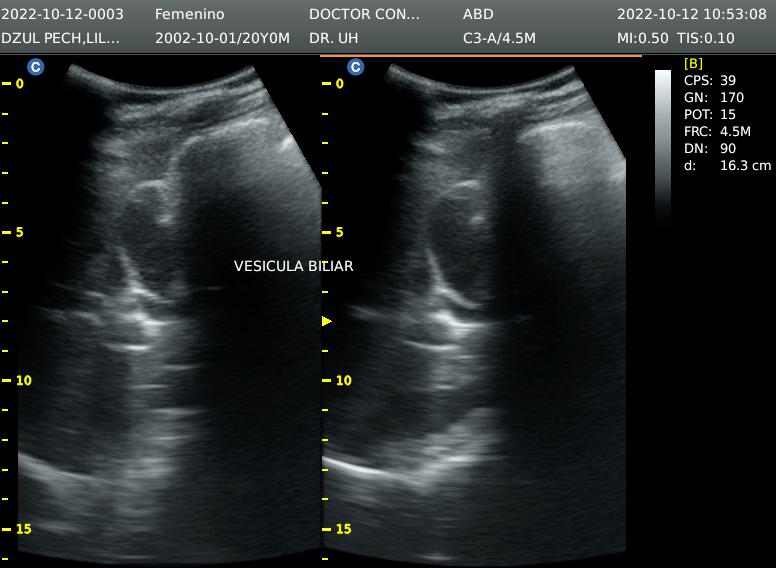 2022-10-12-0003 Femenino DOCTOR CON... ABD 2022-10-12 10:53:08
DZUL PECH,LIL... 2002-10-01/20Y0M DR. UH C3-A/4.5M MI:0.50 TIS:0.10
C C
[B]
CPS: 39
GN: 170
POT: 15
FRC: 4.5M
DN: 90
d: 16.3 cm
0 0
5 5
VESICULA BILIAR
10 10
15 15